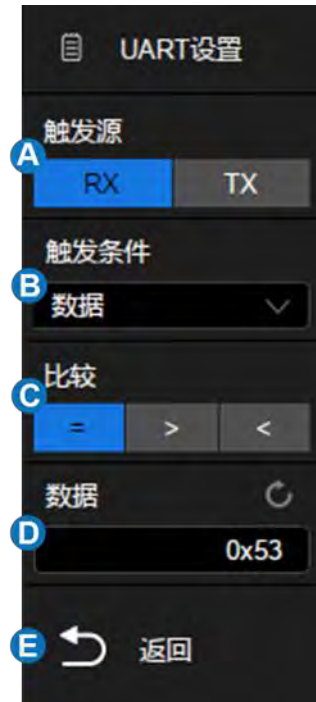 UART设置
触发源
A
RX TX
触发条件
B
数据
比较
C
= > <
数据
D
0x53
E 返回